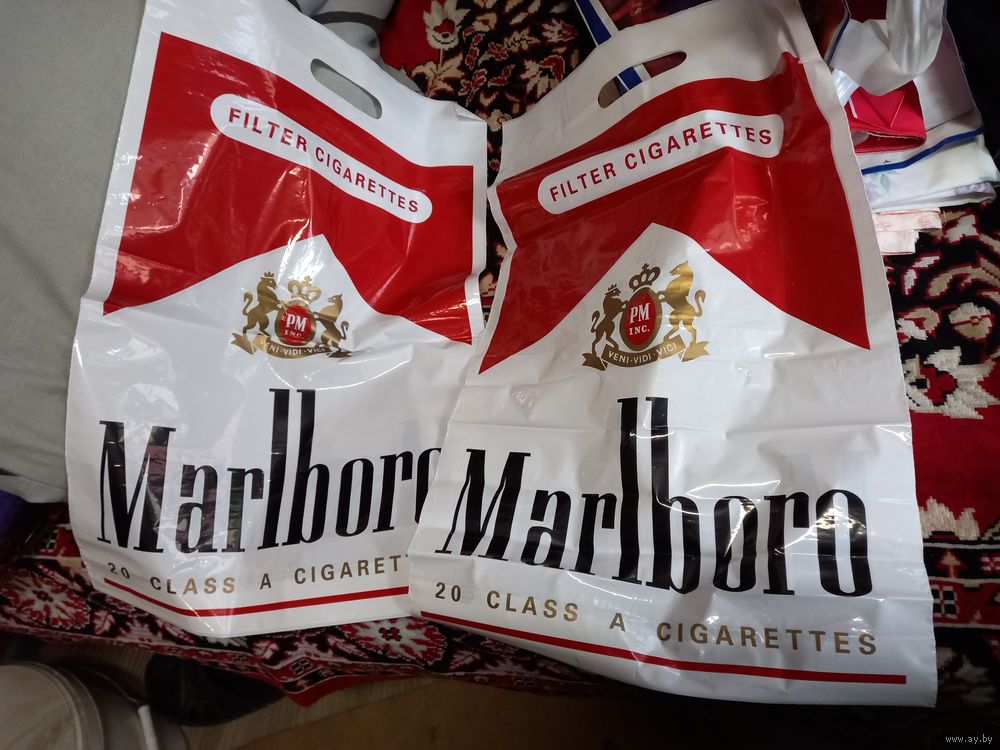 FILTER CIGARETTES
PM
INC.
VENI·VIDI·VICI
Marlboro
20 CLASS A CIGARET
FILTER CIGARETTES
PM
INC.
VENI·VIDI·VICI
Marlboro
20 CLASS A CIGARETTES
www.ay.by